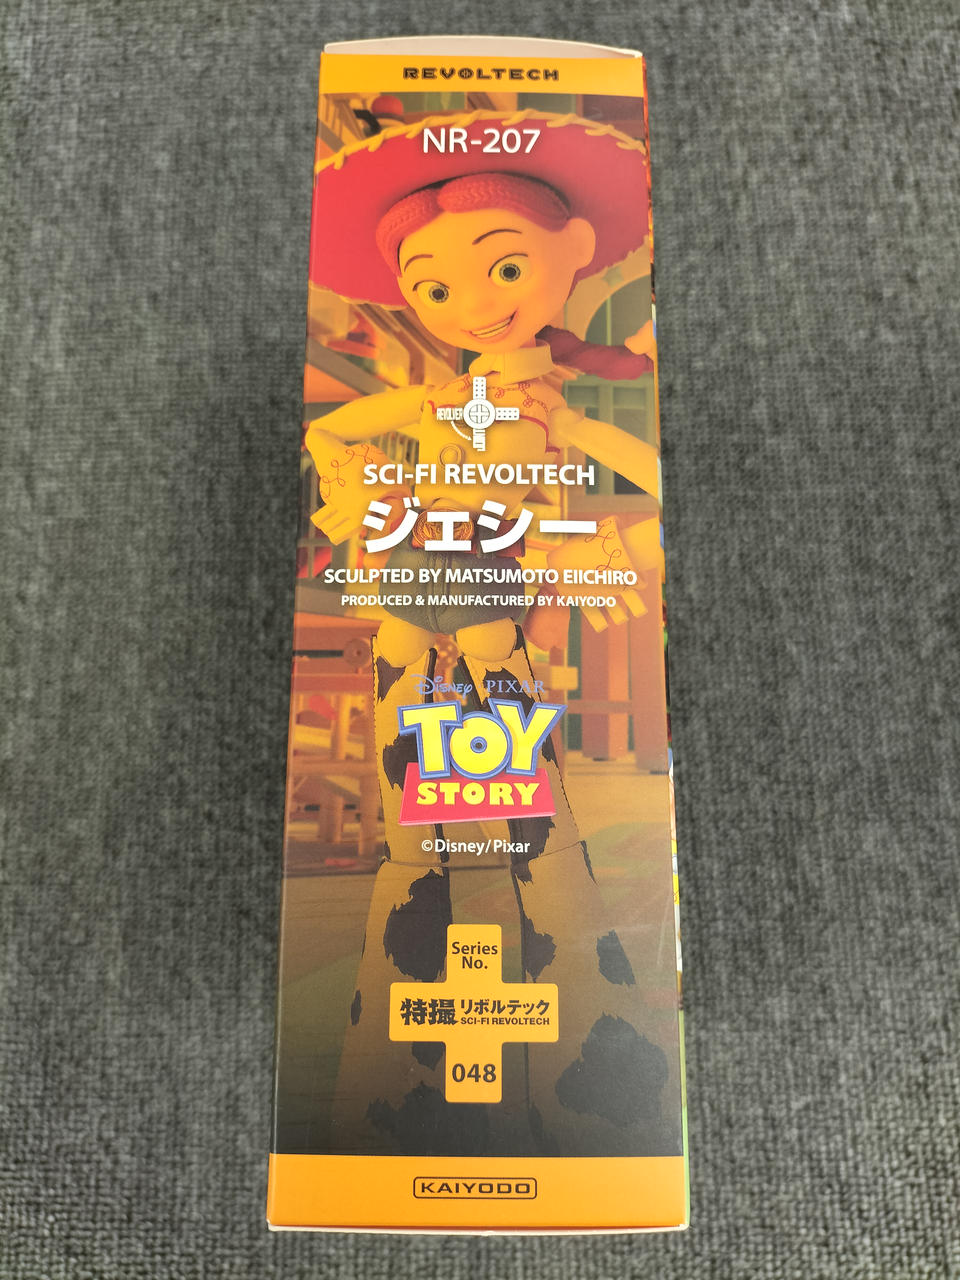 REVOLTECH
NR-207
REVOLVER
JOINT
SCI-FI REVOLTECH
ジェシー
SCULPTED BY MATSUMOTO EIICHIRO
PRODUCED & MANUFACTURED BY KAIYODO
Disney PIXAR
TOY
STORY
©Disney/Pixar
Series
No.
特撮リボルテック
SCI-FI REVOLTECH
048
KAIYODO